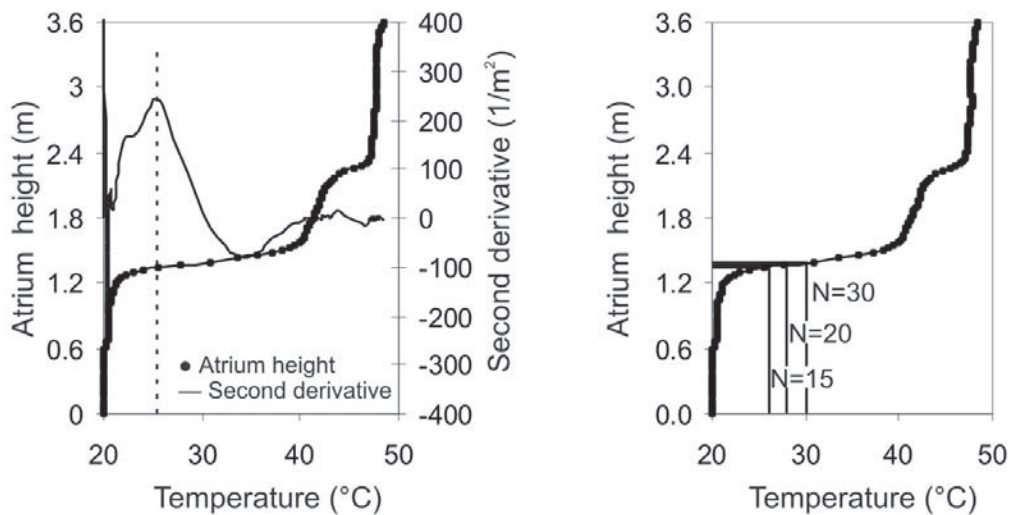 3.6
3
2.4
1.8
1.2
0.6
0
Atrium height (m)
400
300
200
100
0
-100
-200
-300
-400
Second derivative (1/m²)
● Atrium height
— Second derivative
20 30 40 50
Temperature (°C)
3.6
3.0
2.4
1.8
1.2
0.6
0.0
Atrium height (m)
N=30
N=20
N=15
20 30 40 50
Temperature (°C)